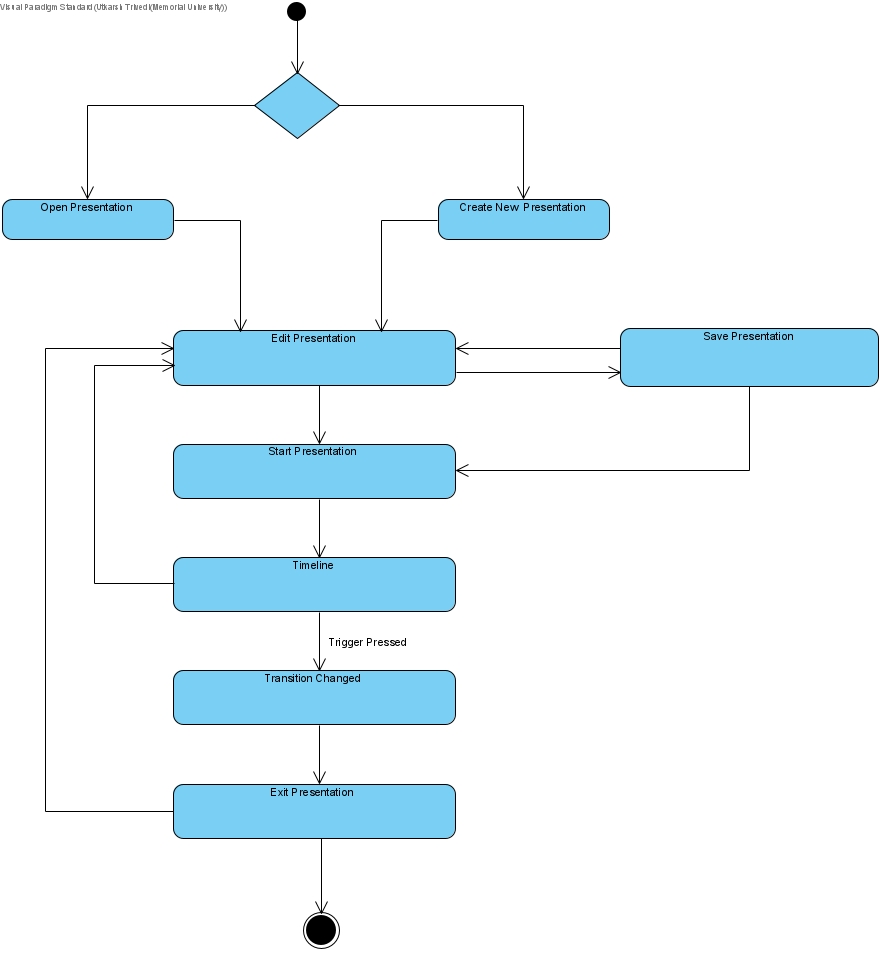 Visual Paradigm Standard (Utkarsh Trivedi(Memorial University))
Open Presentation
Create New Presentation
Edit Presentation
Save Presentation
Start Presentation
Timeline
Trigger Pressed
Transition Changed
Exit Presentation